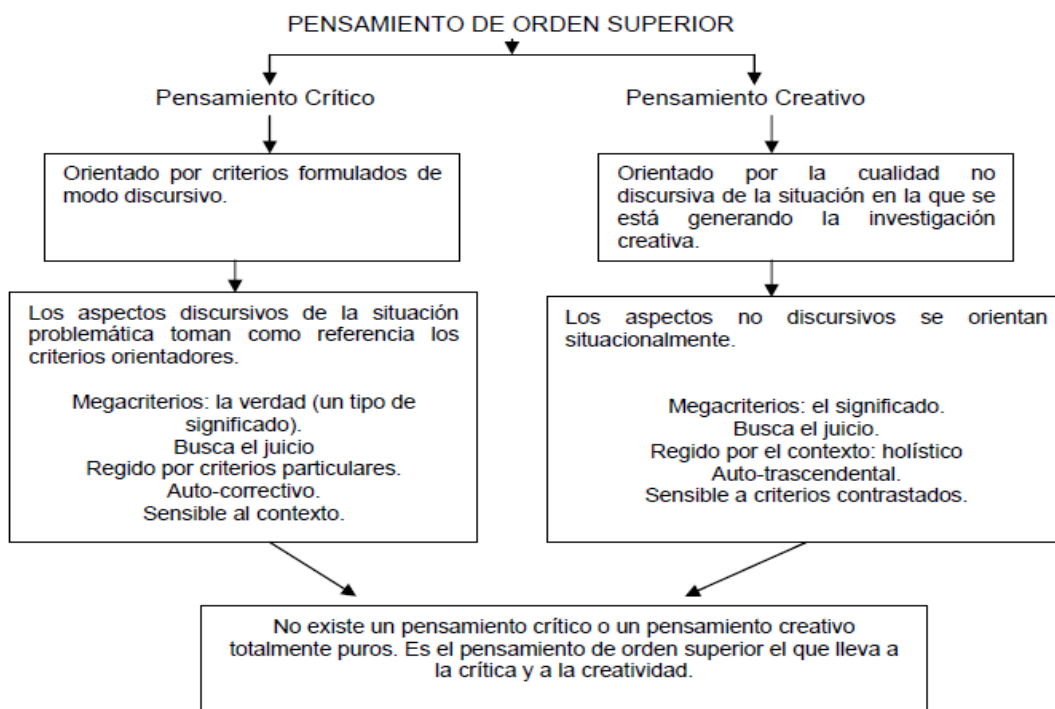 PENSAMIENTO DE ORDEN SUPERIOR
Pensamiento Crítico
Pensamiento Creativo
Orientado por criterios formulados de
modo discursivo.
Orientado por la cualidad no
discursiva de la situación en la que se
está generando la investigación
creativa.
Los aspectos discursivos de la situación
problemática toman como referencia los
criterios orientadores.
Megacriterios: la verdad (un tipo de
significado).
Busca el juicio
Regido por criterios particulares.
Auto-correctivo.
Sensible al contexto.
Los aspectos no discursivos se orientan
situacionalmente.
Megacriterios: el significado.
Busca el juicio.
Regido por el contexto: holístico
Auto-trascendental.
Sensible a criterios contrastados.
No existe un pensamiento crítico o un pensamiento creativo
totalmente puros. Es el pensamiento de orden superior el que lleva a
la crítica y a la creatividad.